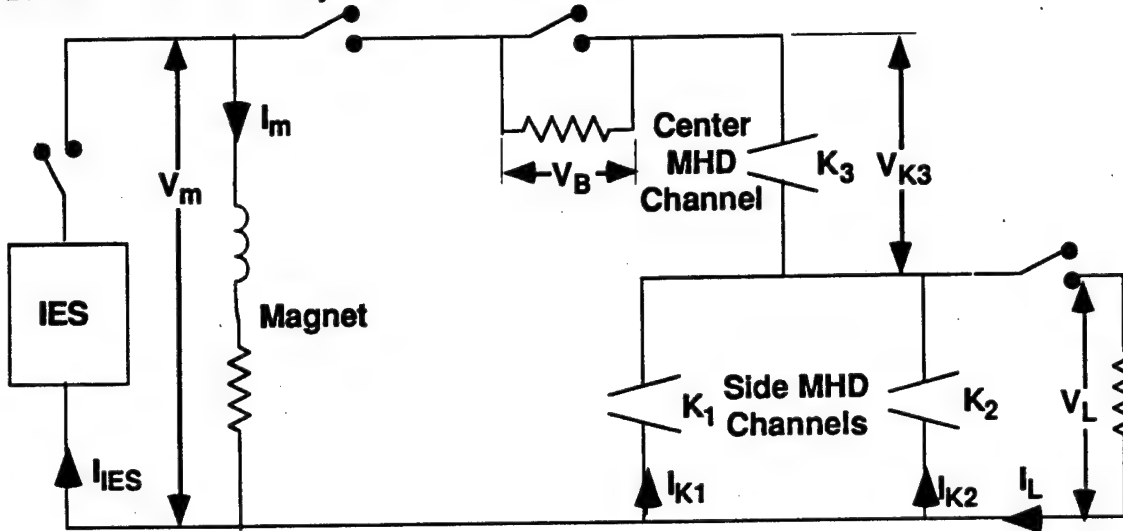 I_m
V_m
V_B
Center
MHD
Channel
K_3
V_K3
IES
Magnet
K_1
Side MHD
Channels
K_2
V_L
I_IES
I_K1
I_K2
I_L